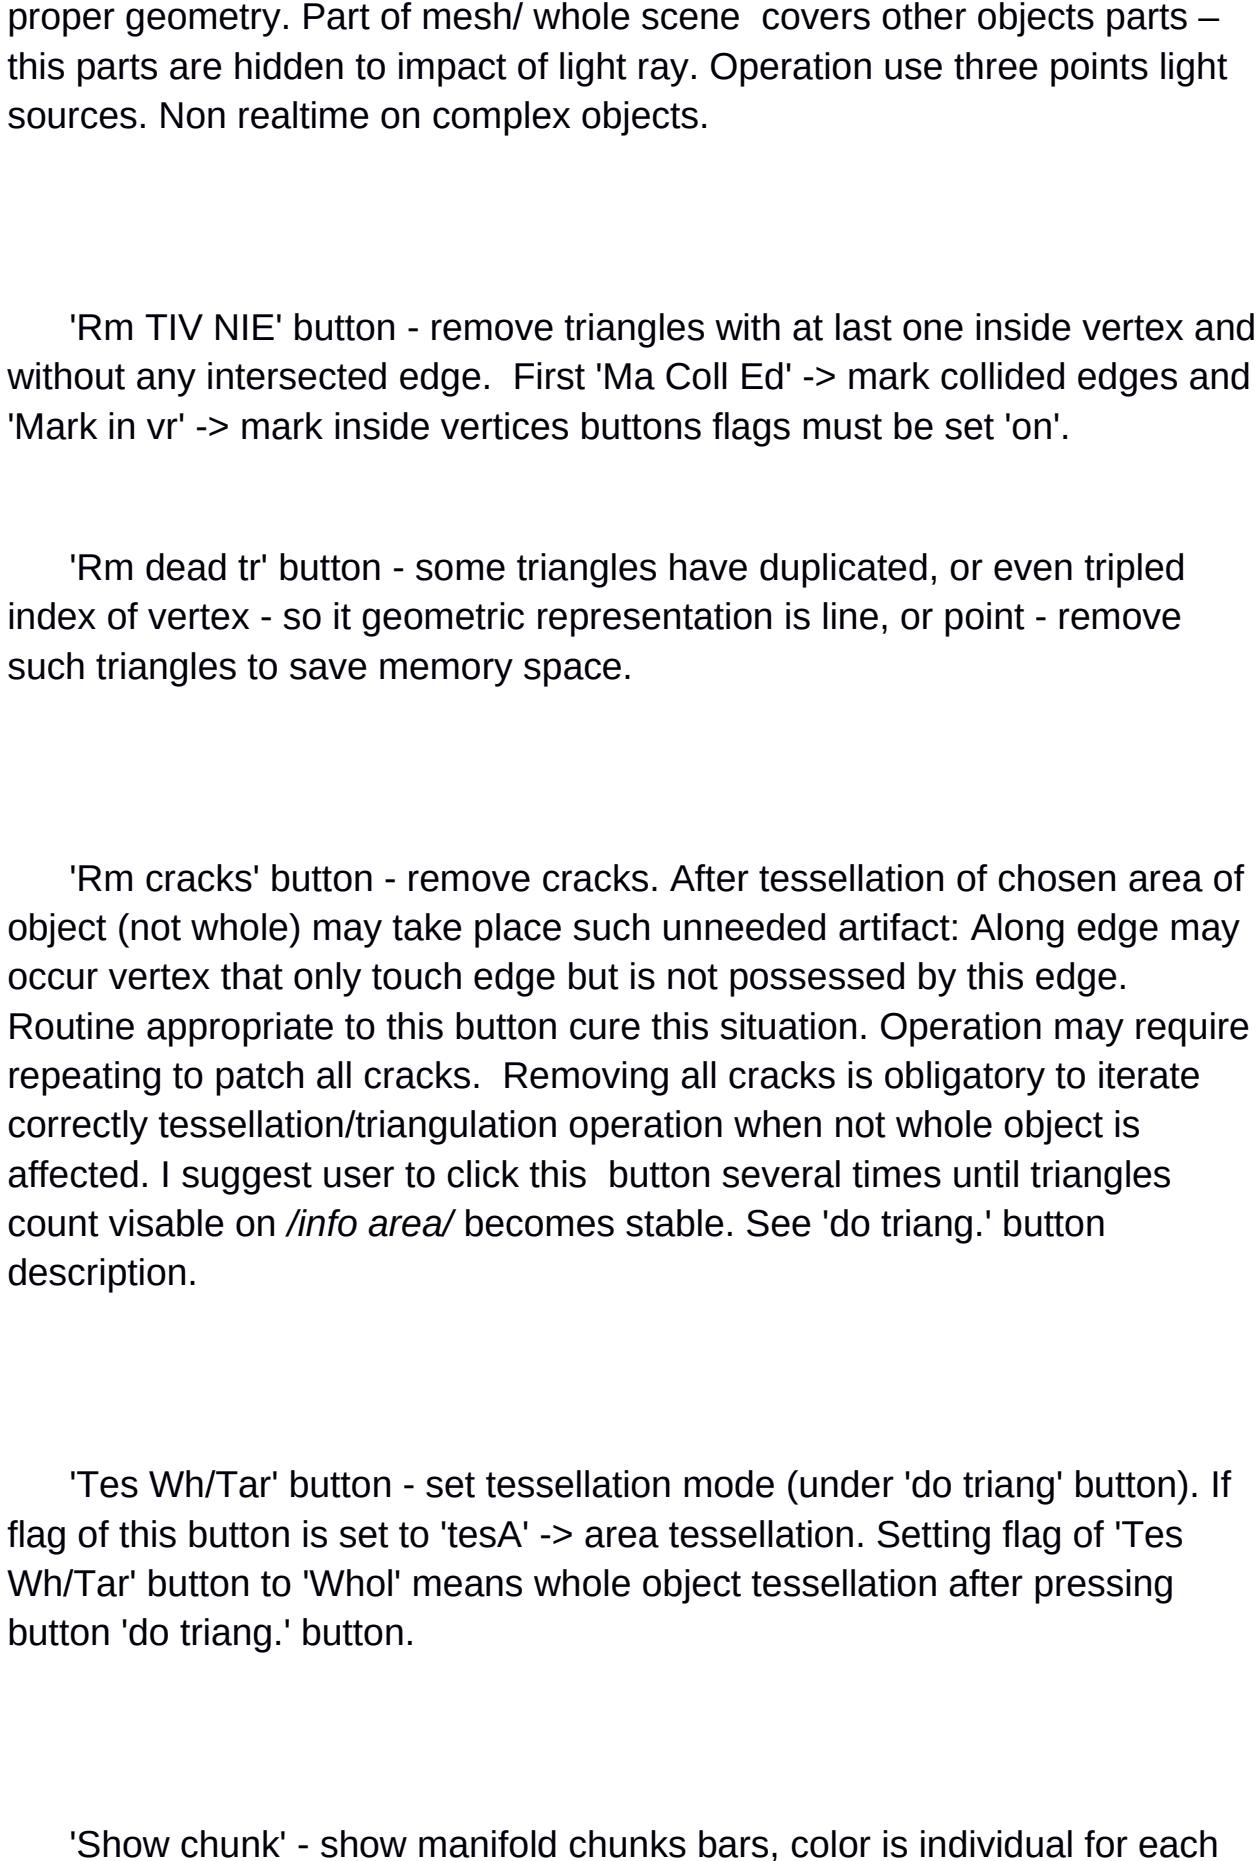 proper geometry. Part of mesh/ whole scene  covers other objects parts –
this parts are hidden to impact of light ray. Operation use three points light
sources. Non realtime on complex objects.
'Rm TIV NIE' button - remove triangles with at last one inside vertex and
without any intersected edge.  First 'Ma Coll Ed' -> mark collided edges and
'Mark in vr' -> mark inside vertices buttons flags must be set 'on'.
'Rm dead tr' button - some triangles have duplicated, or even tripled
index of vertex - so it geometric representation is line, or point - remove
such triangles to save memory space.
'Rm cracks' button - remove cracks. After tessellation of chosen area of
object (not whole) may take place such unneeded artifact: Along edge may
occur vertex that only touch edge but is not possessed by this edge.
Routine appropriate to this button cure this situation. Operation may require
repeating to patch all cracks.  Removing all cracks is obligatory to iterate
correctly tessellation/triangulation operation when not whole object is
affected. I suggest user to click this  button several times until triangles
count visable on /info area/ becomes stable. See 'do triang.' button
description.
'Tes Wh/Tar' button - set tessellation mode (under 'do triang' button). If
flag of this button is set to 'tesA' -> area tessellation. Setting flag of 'Tes
Wh/Tar' button to 'Whol' means whole object tessellation after pressing
button 'do triang.' button.
'Show chunk' - show manifold chunks bars, color is individual for each